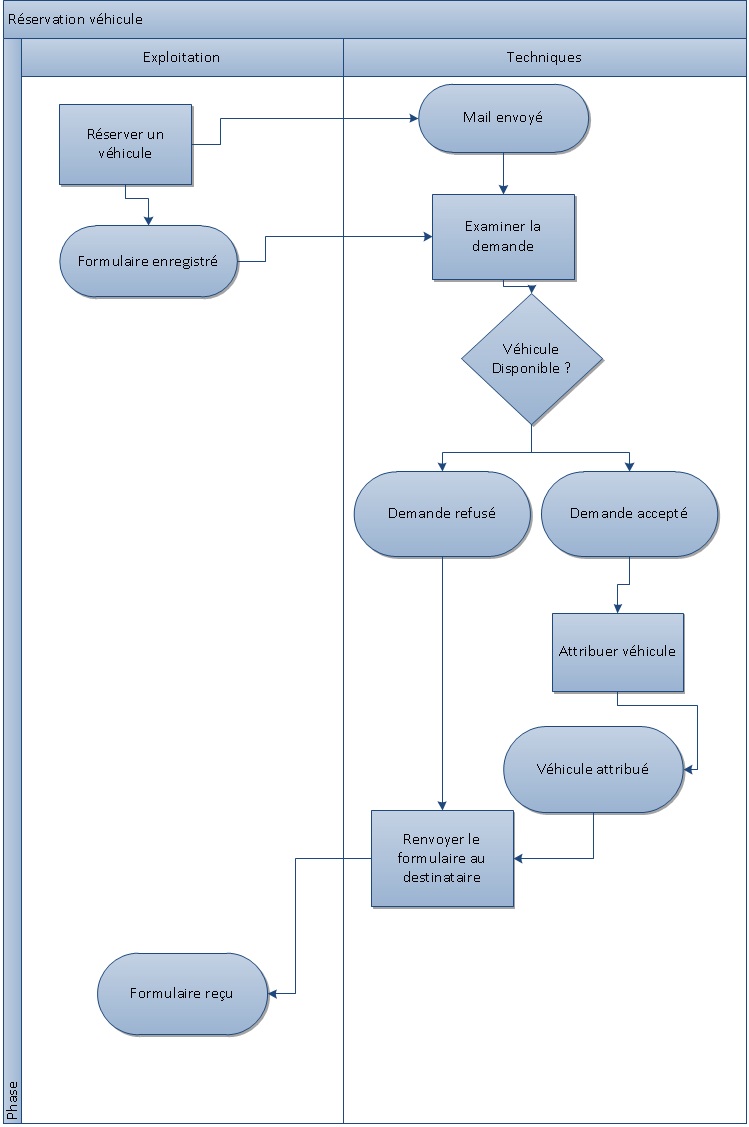 Réservation véhicule
Exploitation
Techniques
Réserver un
véhicule
Mail envoyé
Formulaire enregistré
Examiner la
demande
Véhicule
Disponible ?
Demande refusé
Demande accepté
Attribuer véhicule
Véhicule attribué
Renvoyer le
formulaire au
destinataire
Formulaire reçu
Phase